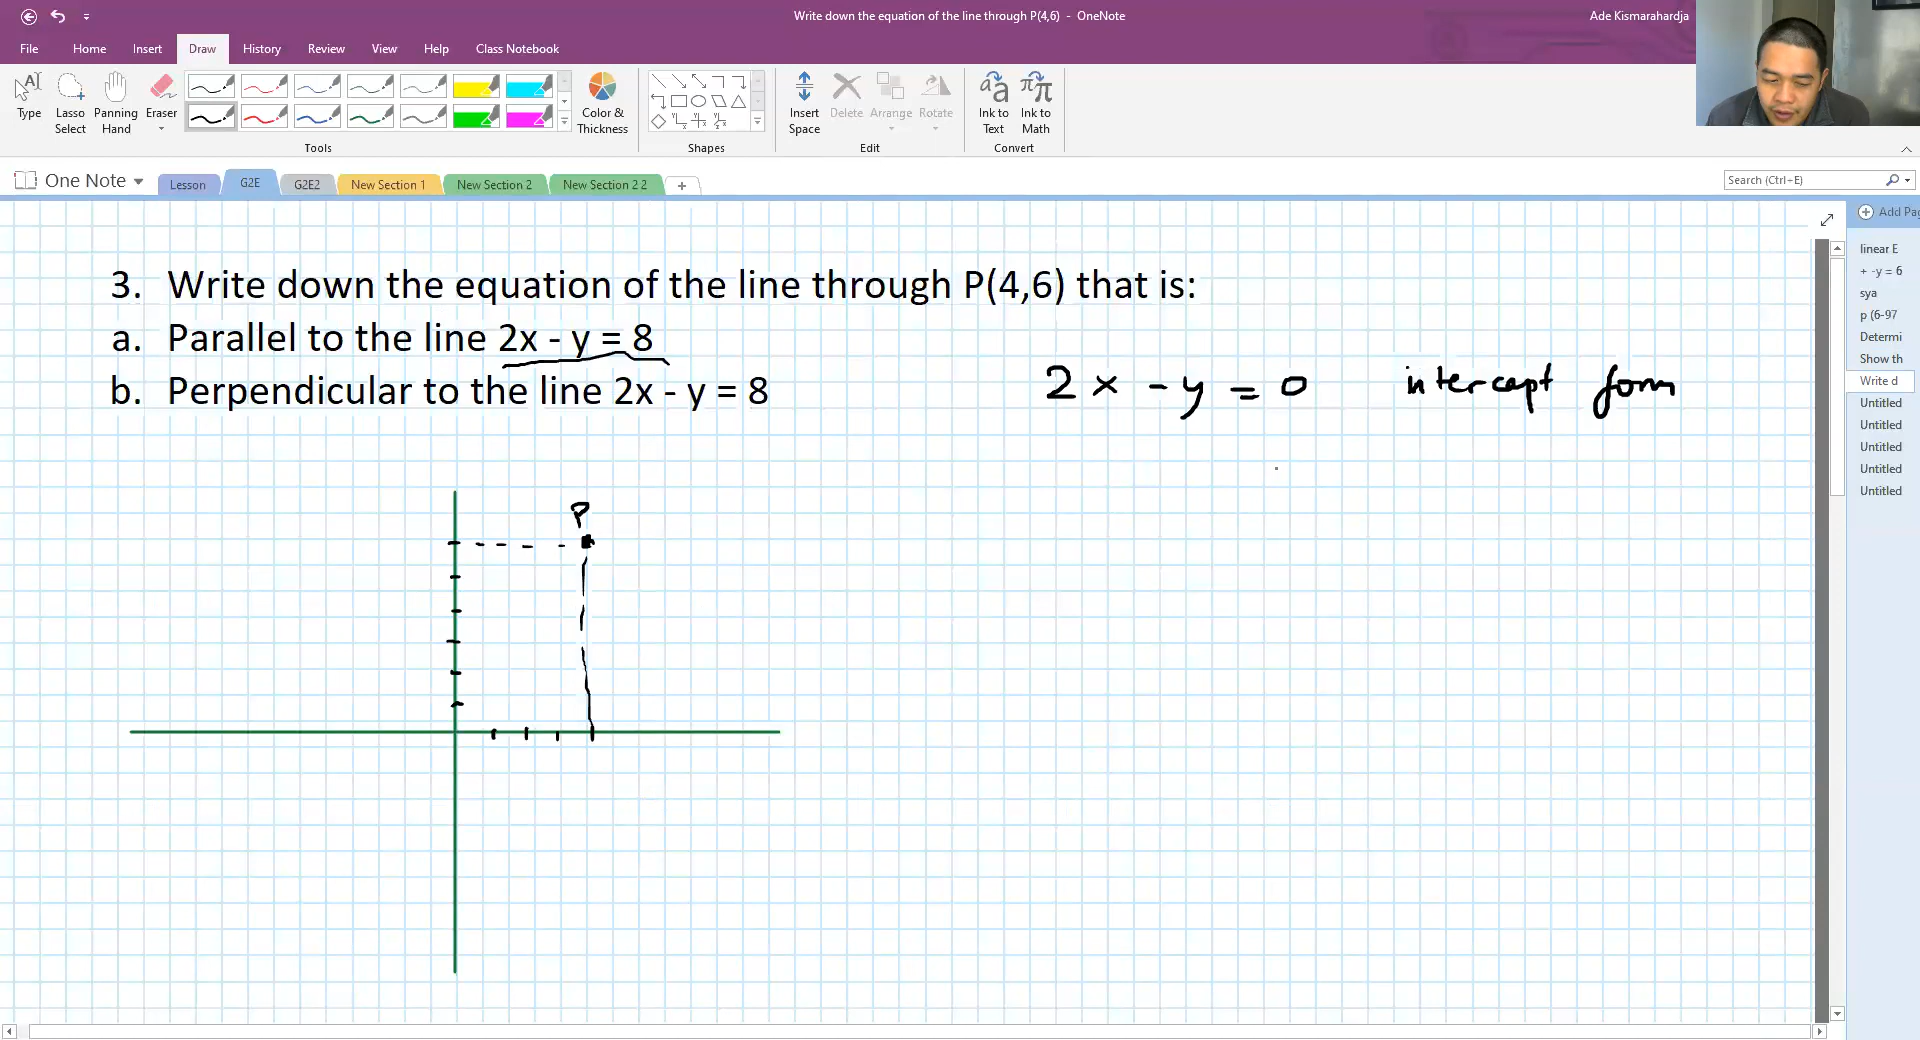 Write down the equation of the line through P(4,6) - OneNote
Ade Kismarahardja
File Home Insert Draw History Review View Help Class Notebook
Type
Lasso Select
Panning Hand
Eraser
Color & Thickness
Insert Space
Delete
Arrange
Rotate
Ink to Text
Ink to Math
Tools Shapes Edit Convert
One Note Lesson G2E G2E2 New Section 1 New Section 2 New Section 2 2
Search (Ctrl+E)
Add Pag
linear E
+ -y = 6
sya
p (6-97
Determi
Show th
Write d
Untitled
Untitled
Untitled
Untitled
Untitled
3. Write down the equation of the line through P(4,6) that is:
a. Parallel to the line 2x - y = 8
b. Perpendicular to the line 2x - y = 8
2x - y = 0 intercept form
P